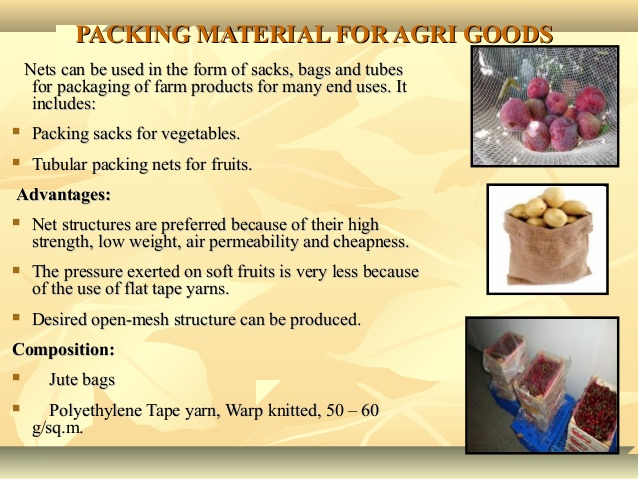 PACKING MATERIAL FOR AGRI GOODS
Nets can be used in the form of sacks, bags and tubes
for packaging of farm products for many end uses. It
includes:
Packing sacks for vegetables.
Tubular packing nets for fruits.
Advantages:
Net structures are preferred because of their high
strength, low weight, air permeability and cheapness.
The pressure exerted on soft fruits is very less because
of the use of flat tape yarns.
Desired open-mesh structure can be produced.
Composition:
Jute bags
Polyethylene Tape yarn, Warp knitted, 50 – 60
g/sq.m.